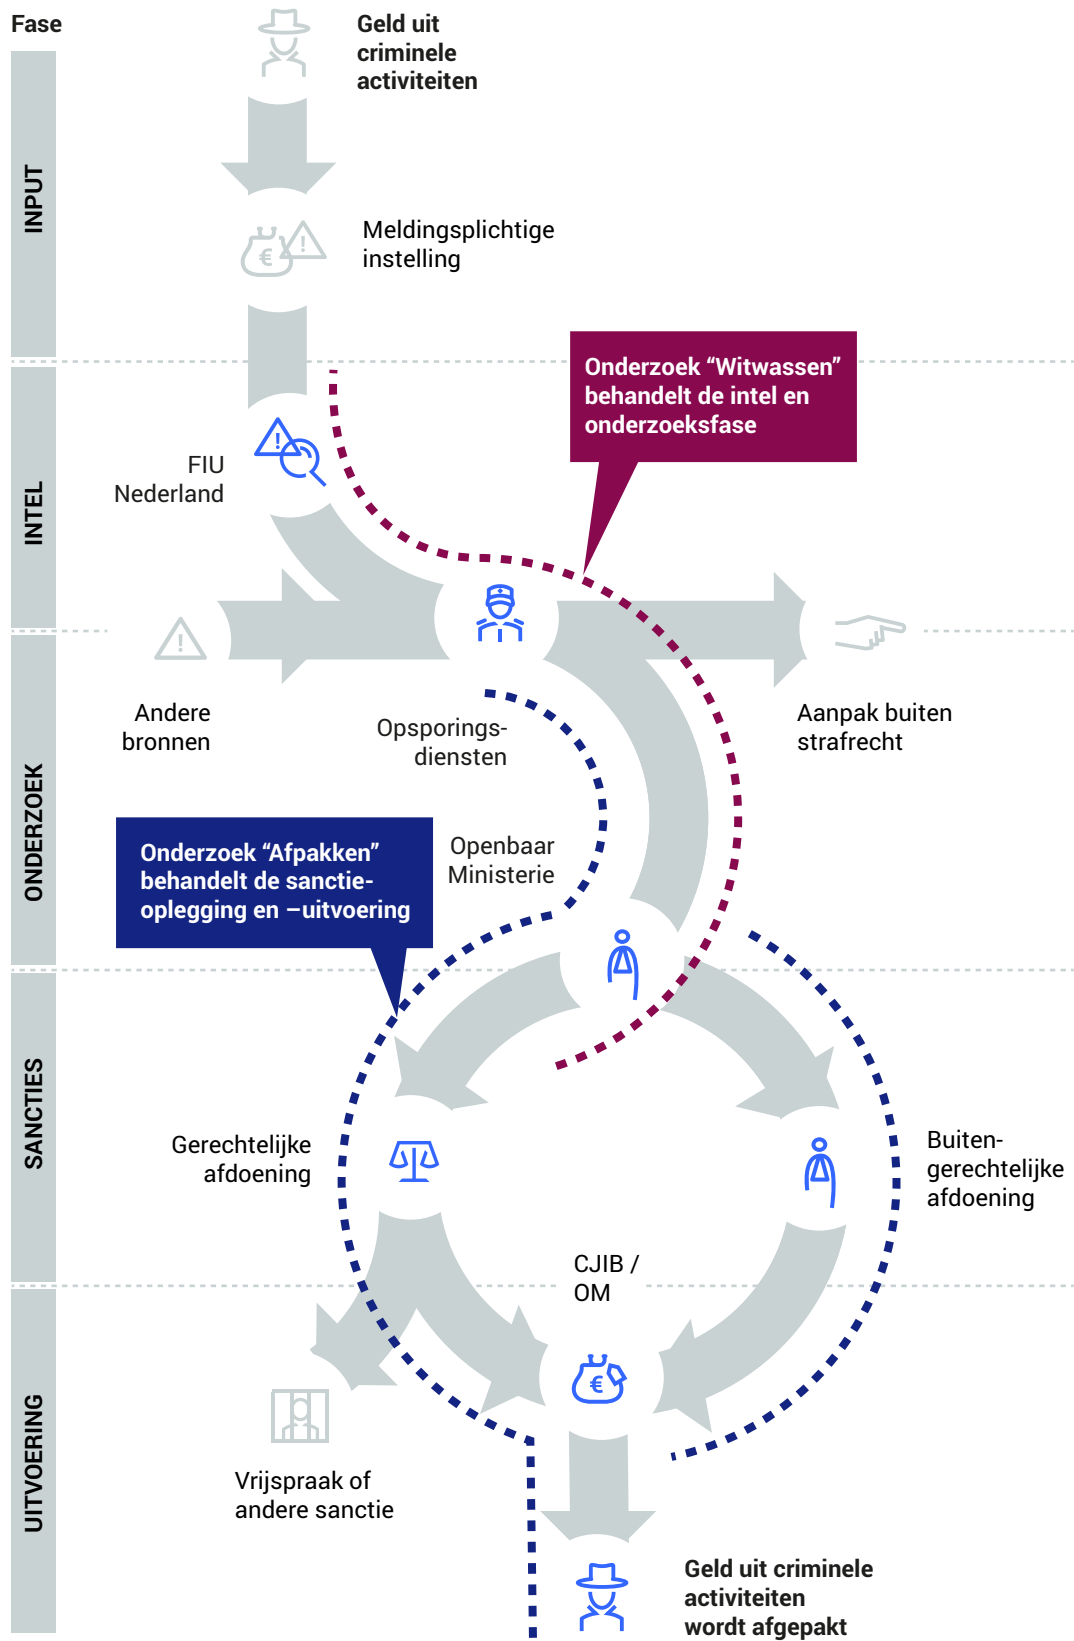 Fase
Geld uit
criminele
activiteiten
INPUT
Meldingsplichtige
instelling
€
!
Onderzoek “Witwassen”
behandelt de intel en
onderzoeksfase
INTEL
!
FIU
Nederland
!
Andere
bronnen
Opsporings-
diensten
Aanpak buiten
strafrecht
ONDERZOEK
Onderzoek “Afpakken”
behandelt de sanctie-
oplegging en –uitvoering
Openbaar
Ministerie
SANCTIES
Gerechtelijke
afdoening
Buiten-
gerechtelijke
afdoening
CJIB /
OM
UITVOERING
€
Vrijspraak of
andere sanctie
Geld uit criminele
activiteiten
wordt afgepakt